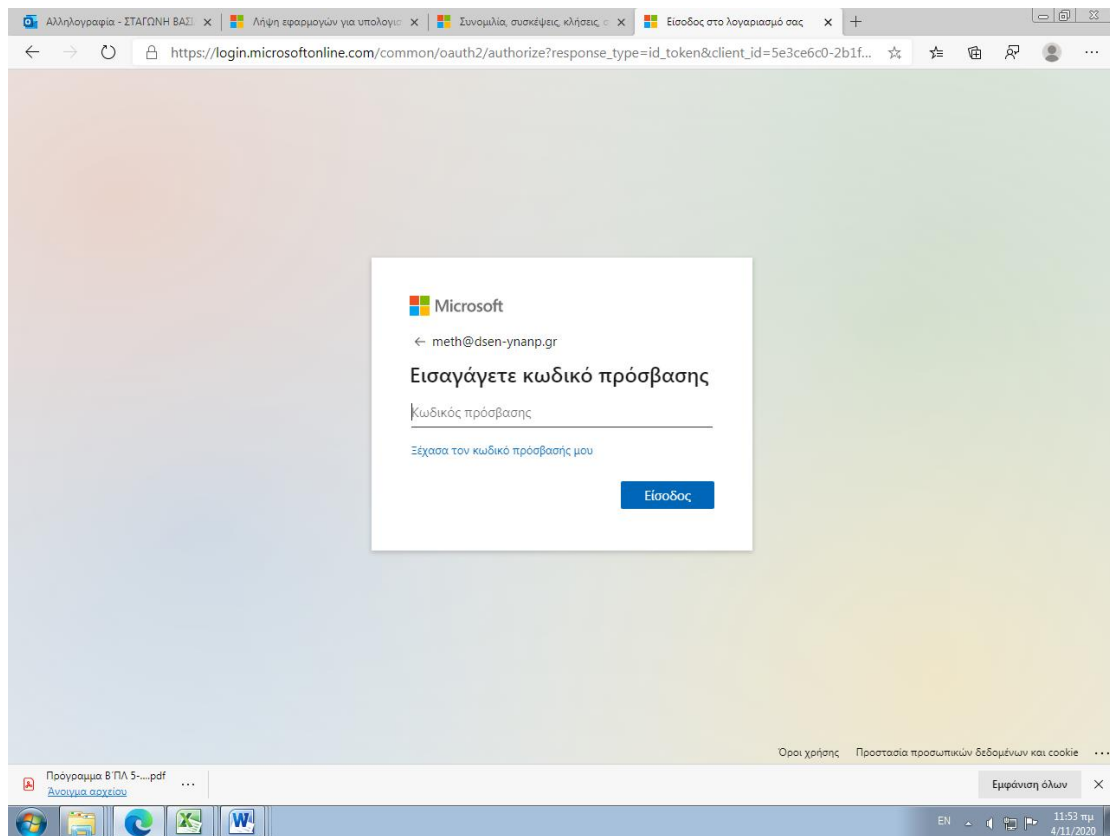 Αλληλογραφία - ΣΤΑΓΩΝΗ ΒΑΣΙ
Λήψη εφαρμογών για υπολογισ
Συνομιλία, συσκέψεις, κλήσεις, σ
Είσοδος στο λογαριασμό σας
https://login.microsoftonline.com/common/oauth2/authorize?response_type=id_token&client_id=5e3ce6c0-2b1f...
Microsoft
meth@dsen-ynanp.gr
Εισαγάγετε κωδικό πρόσβασης
Κωδικός πρόσβασης
Ξέχασα τον κωδικό πρόσβασής μου
Είσοδος
Όροι χρήσης Προστασία προσωπικών δεδομένων και cookie ...
Πρόγραμμα Β΄ΠΛ 5-....pdf
Άνοιγμα αρχείου
Εμφάνιση όλων
EN
11:53 πμ
4/11/2020